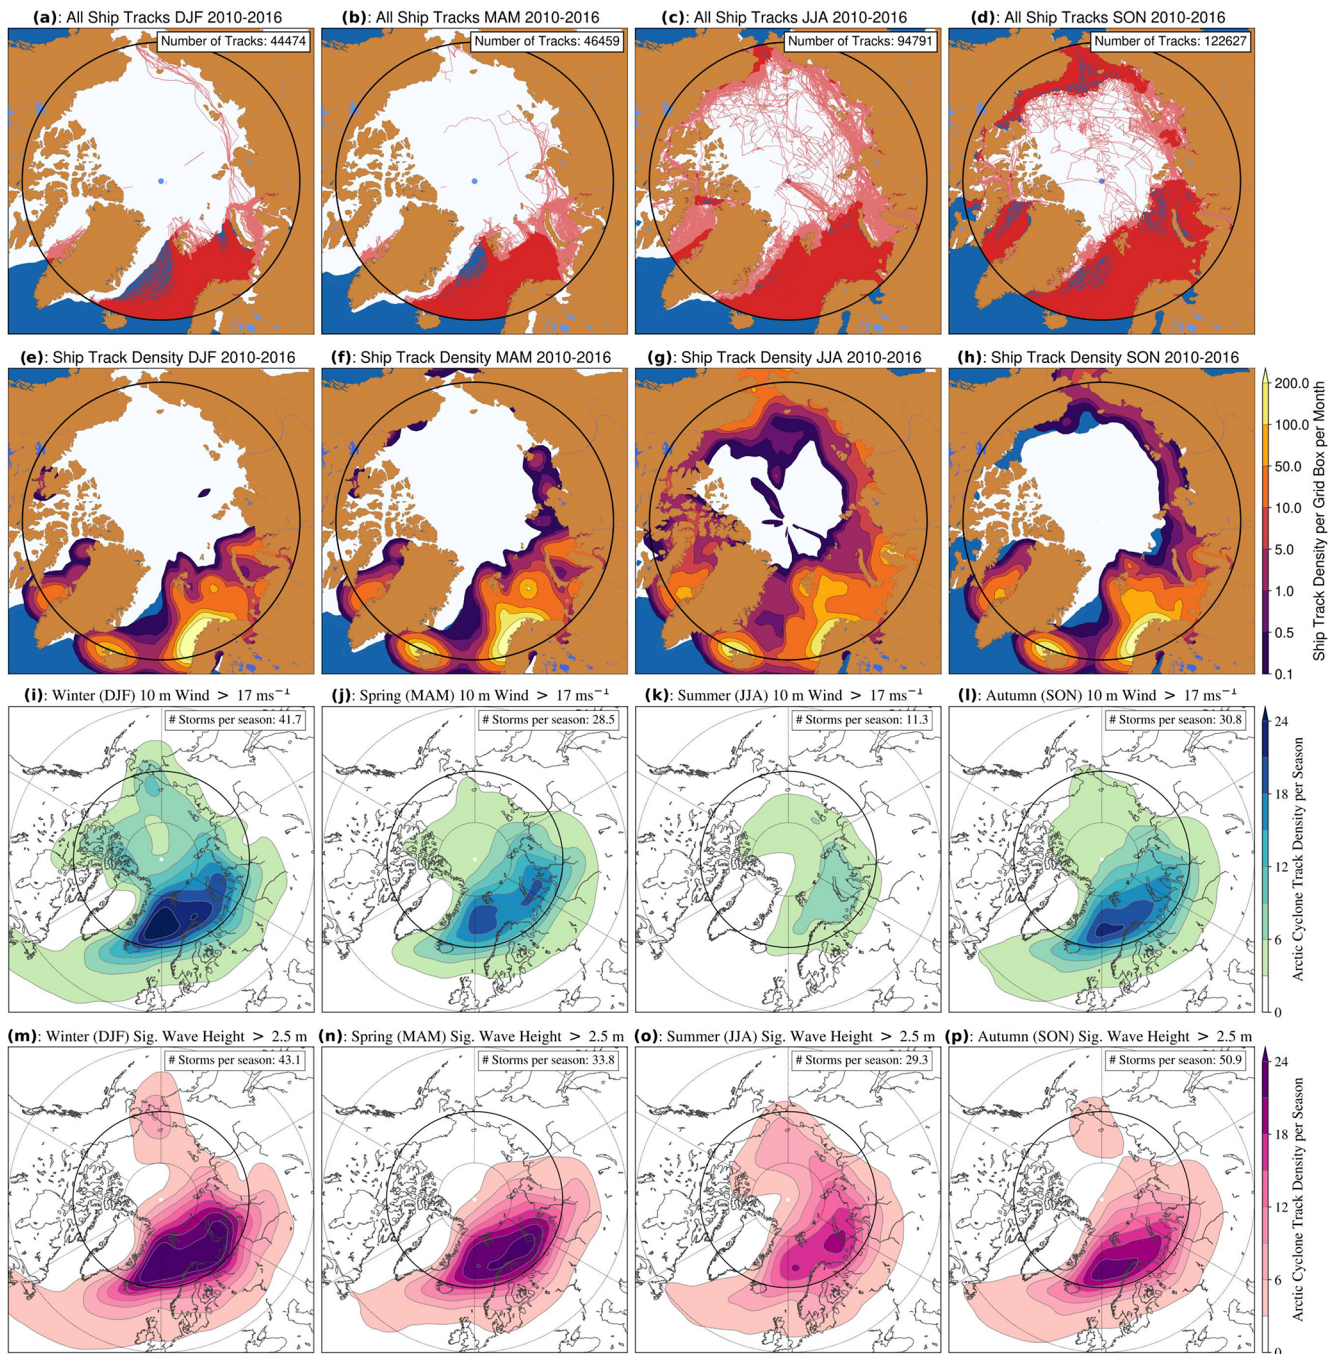 (a): All Ship Tracks DJF 2010-2016
Number of Tracks: 44474
(b): All Ship Tracks MAM 2010-2016
Number of Tracks: 46459
(c): All Ship Tracks JJA 2010-2016
Number of Tracks: 94791
(d): All Ship Tracks SON 2010-2016
Number of Tracks: 122627
(e): Ship Track Density DJF 2010-2016
(f): Ship Track Density MAM 2010-2016
(g): Ship Track Density JJA 2010-2016
(h): Ship Track Density SON 2010-2016
200.0
100.0
50.0
10.0
5.0
1.0
0.5
0.1
Ship Track Density per Grid Box per Month
(i): Winter (DJF) 10 m Wind > 17 ms⁻¹
# Storms per season: 41.7
(j): Spring (MAM) 10 m Wind > 17 ms⁻¹
# Storms per season: 28.5
(k): Summer (JJA) 10 m Wind > 17 ms⁻¹
# Storms per season: 11.3
(l): Autumn (SON) 10 m Wind > 17 ms⁻¹
# Storms per season: 30.8
24
18
12
6
0
Arctic Cyclone Track Density per Season
(m): Winter (DJF) Sig. Wave Height > 2.5 m
# Storms per season: 43.1
(n): Spring (MAM) Sig. Wave Height > 2.5 m
# Storms per season: 33.8
(o): Summer (JJA) Sig. Wave Height > 2.5 m
# Storms per season: 29.3
(p): Autumn (SON) Sig. Wave Height > 2.5 m
# Storms per season: 50.9
24
18
12
6
0
Arctic Cyclone Track Density per Season